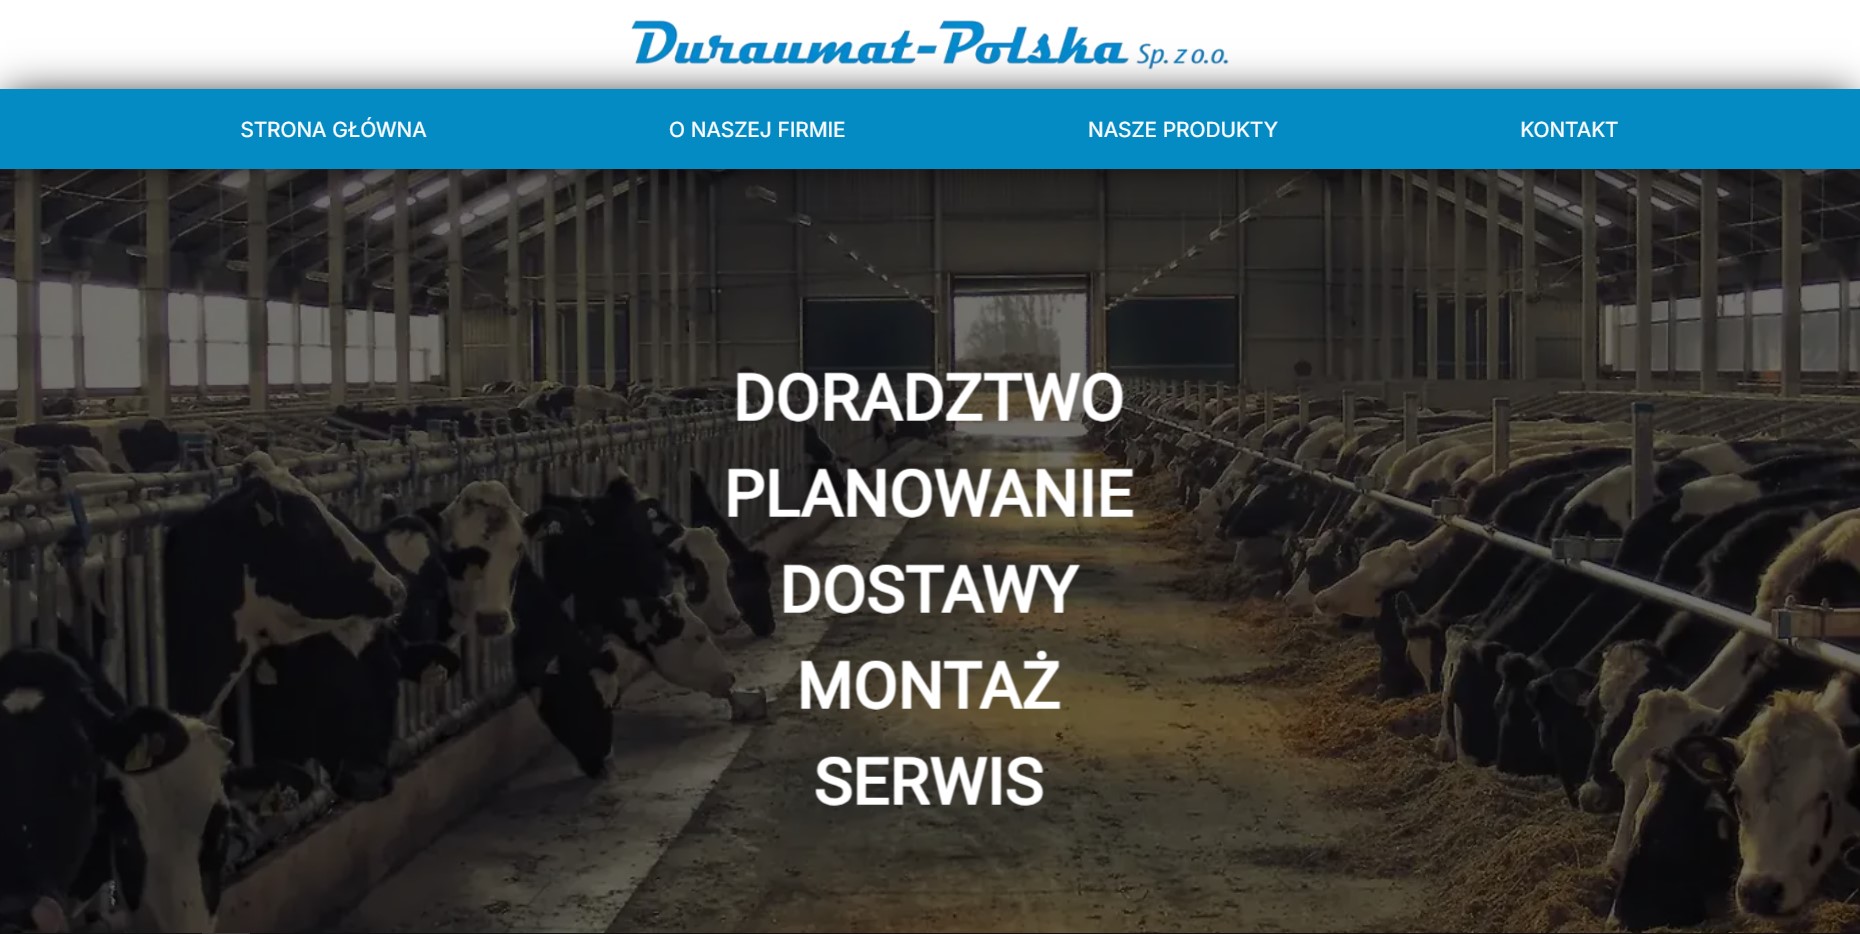 Duraumat-Polska Sp. z o.o.
STRONA GŁÓWNA O NASZEJ FIRMIE NASZE PRODUKTY KONTAKT
DORADZTWO
PLANOWANIE
DOSTAWY
MONTAŻ
SERWIS